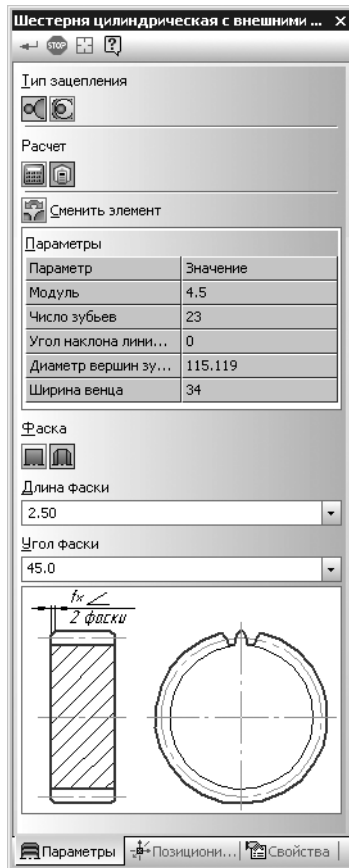 Шестерня цилиндрическая с внешними ...
STOP
Тип зацепления
Расчет
Сменить элемент
Параметры
Параметр Значение
Модуль 4.5
Число зубьев 23
Угол наклона лини... 0
Диаметр вершин зу... 115.119
Ширина венца 34
Фаска
Длина фаски
2.50
Угол фаски
45.0
fx∠
2 фаски
Параметры Позициони... Свойства